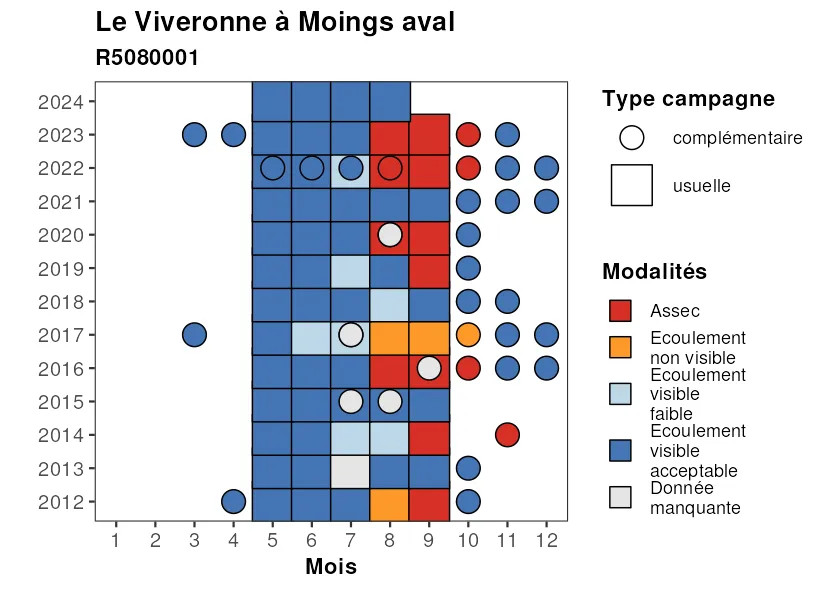 Le Viveronne à Moings aval
R5080001
2024
2023
2022
2021
2020
2019
2018
2017
2016
2015
2014
2013
2012
1 2 3 4 5 6 7 8 9 10 11 12
Mois
Type campagne
complémentaire
usuelle
Modalités
Assec
Ecoulement
non visible
Ecoulement
visible
faible
Ecoulement
visible
acceptable
Donnée
manquante